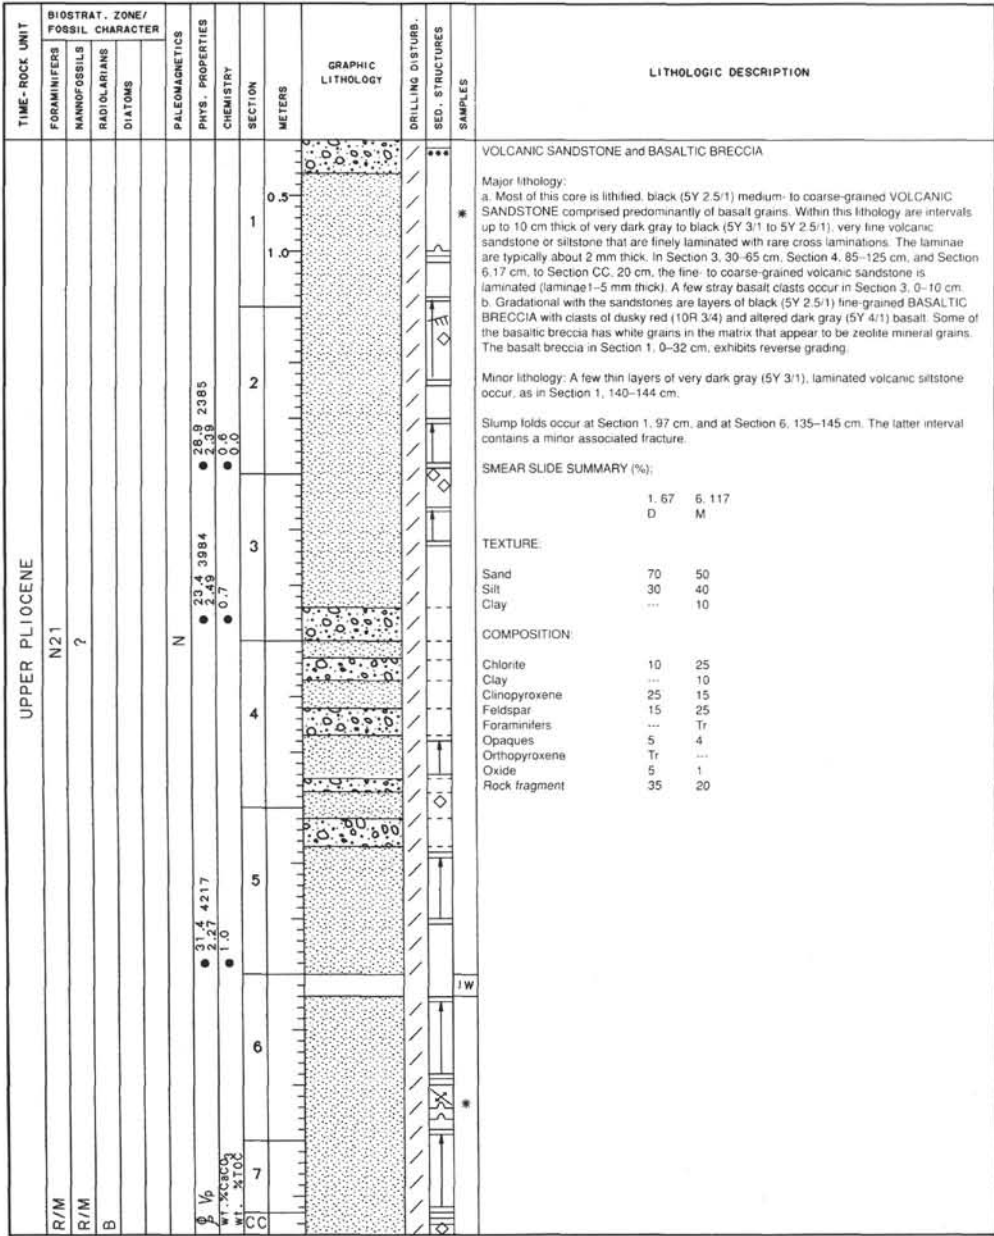 TIME-ROCK UNIT
BIOSTRAT. ZONE/
FOSSIL CHARACTER
FORAMINIFERS
NANNOFOSSILS
RADIOLARIANS
DIATOMS
PALEOMAGNETICS
PHYS. PROPERTIES
CHEMISTRY
SECTION
METERS
GRAPHIC
LITHOLOGY
DRILLING DISTURB.
SED. STRUCTURES
SAMPLES
LITHOLOGIC DESCRIPTION
UPPER PLIOCENE
N21
R/M
?
R/M
B
N
● 28.9 2385
2.39
● 0.6
0.0
● 23.4 3984
2.49
● 0.7
● 31.4 4217
2.27
● 1.0
ϕ Vp
ρ
wt.%CaCO3
wt. %TOC
1
2
3
4
5
6
7
CC
0.5
1.0
*
IW
*
VOLCANIC SANDSTONE and BASALTIC BRECCIA
Major lithology:
a. Most of this core is lithified, black (5Y 2.5/1) medium- to coarse-grained VOLCANIC
SANDSTONE comprised predominantly of basalt grains. Within this lithology are intervals
up to 10 cm thick of very dark gray to black (5Y 3/1 to 5Y 2.5/1), very fine volcanic
sandstone or siltstone that are finely laminated with rare cross laminations. The laminae
are typically about 2 mm thick. In Section 3, 30–65 cm, Section 4, 85–125 cm, and Section
6,17 cm, to Section CC, 20 cm, the fine- to coarse-grained volcanic sandstone is
laminated (laminae1–5 mm thick). A few stray basalt clasts occur in Section 3, 0–10 cm.
b. Gradational with the sandstones are layers of black (5Y 2.5/1) fine-grained BASALTIC
BRECCIA with clasts of dusky red (10R 3/4) and altered dark gray (5Y 4/1) basalt. Some of
the basaltic breccia has white grains in the matrix that appear to be zeolite mineral grains.
The basalt breccia in Section 1, 0–32 cm, exhibits reverse grading.
Minor lithology: A few thin layers of very dark gray (5Y 3/1), laminated volcanic siltstone
occur, as in Section 1, 140–144 cm.
Slump folds occur at Section 1, 97 cm, and at Section 6, 135–145 cm. The latter interval
contains a minor associated fracture.
SMEAR SLIDE SUMMARY (%):
1, 67 6, 117
D M
TEXTURE:
Sand 70 50
Silt 30 40
Clay --- 10
COMPOSITION:
Chlorite 10 25
Clay --- 10
Clinopyroxene 25 15
Feldspar 15 25
Foraminifers --- Tr
Opaques 5 4
Orthopyroxene Tr ---
Oxide 5 1
Rock fragment 35 20